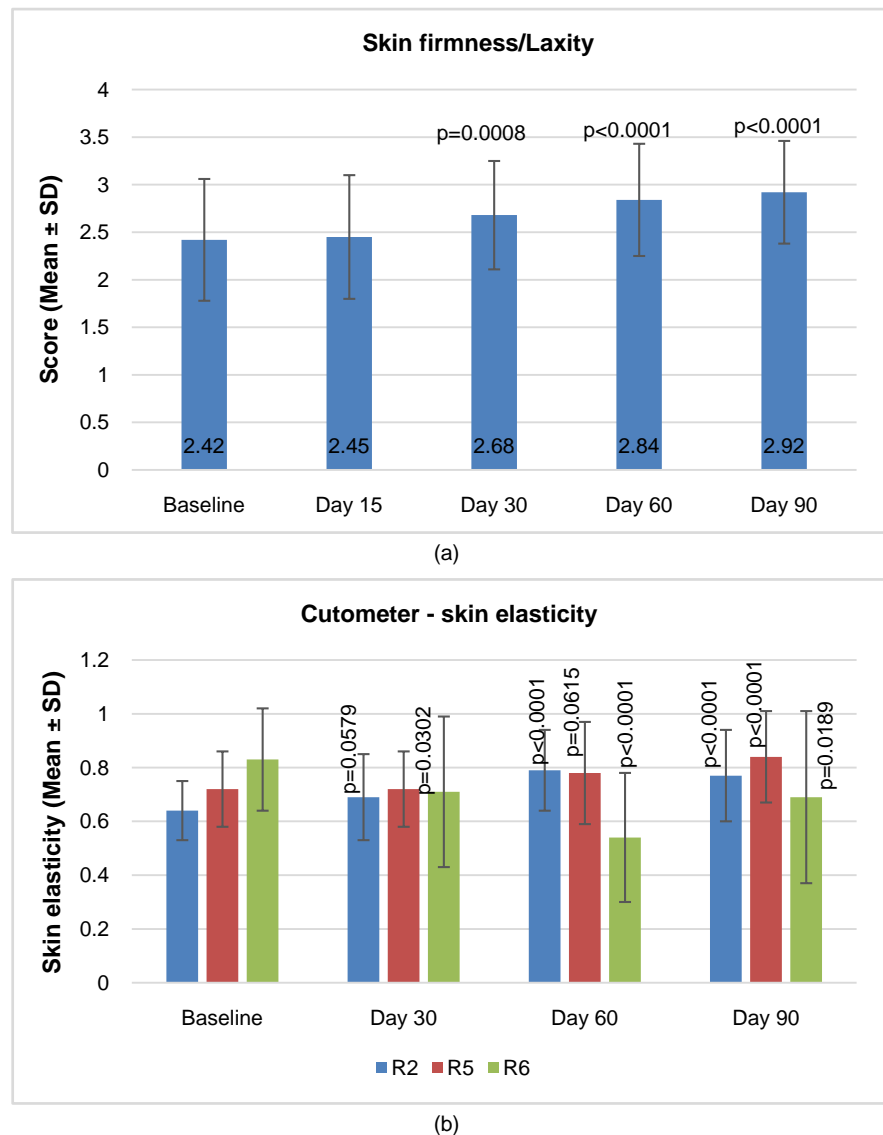 Skin firmness/Laxity
Score (Mean ± SD)
4
3.5
3
2.5
2
1.5
1
0.5
0
p=0.0008
p<0.0001
p<0.0001
2.42
2.45
2.68
2.84
2.92
Baseline
Day 15
Day 30
Day 60
Day 90
(a)
Cutometer - skin elasticity
Skin elasticity (Mean ± SD)
1.2
1
0.8
0.6
0.4
0.2
0
p=0.0579
p=0.0302
p<0.0001
p=0.0615
p<0.0001
p<0.0001
p<0.0001
p=0.0189
Baseline
Day 30
Day 60
Day 90
R2
R5
R6
(b)